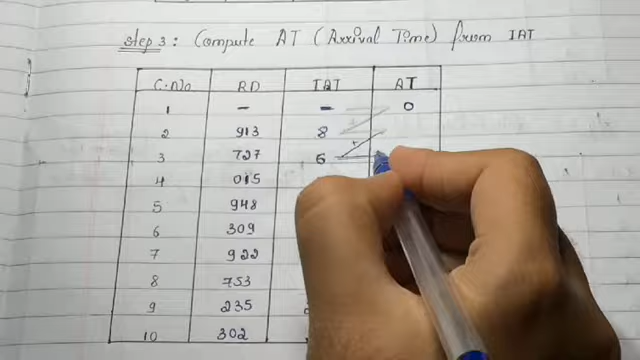 Step 3: Compute AT (Arrival Time) from IAT
C.No RD IAT AT
1 - - 0
2 913 8
3 727 6
4 015
5 948
6 309
7 922
8 753
9 235
10 302